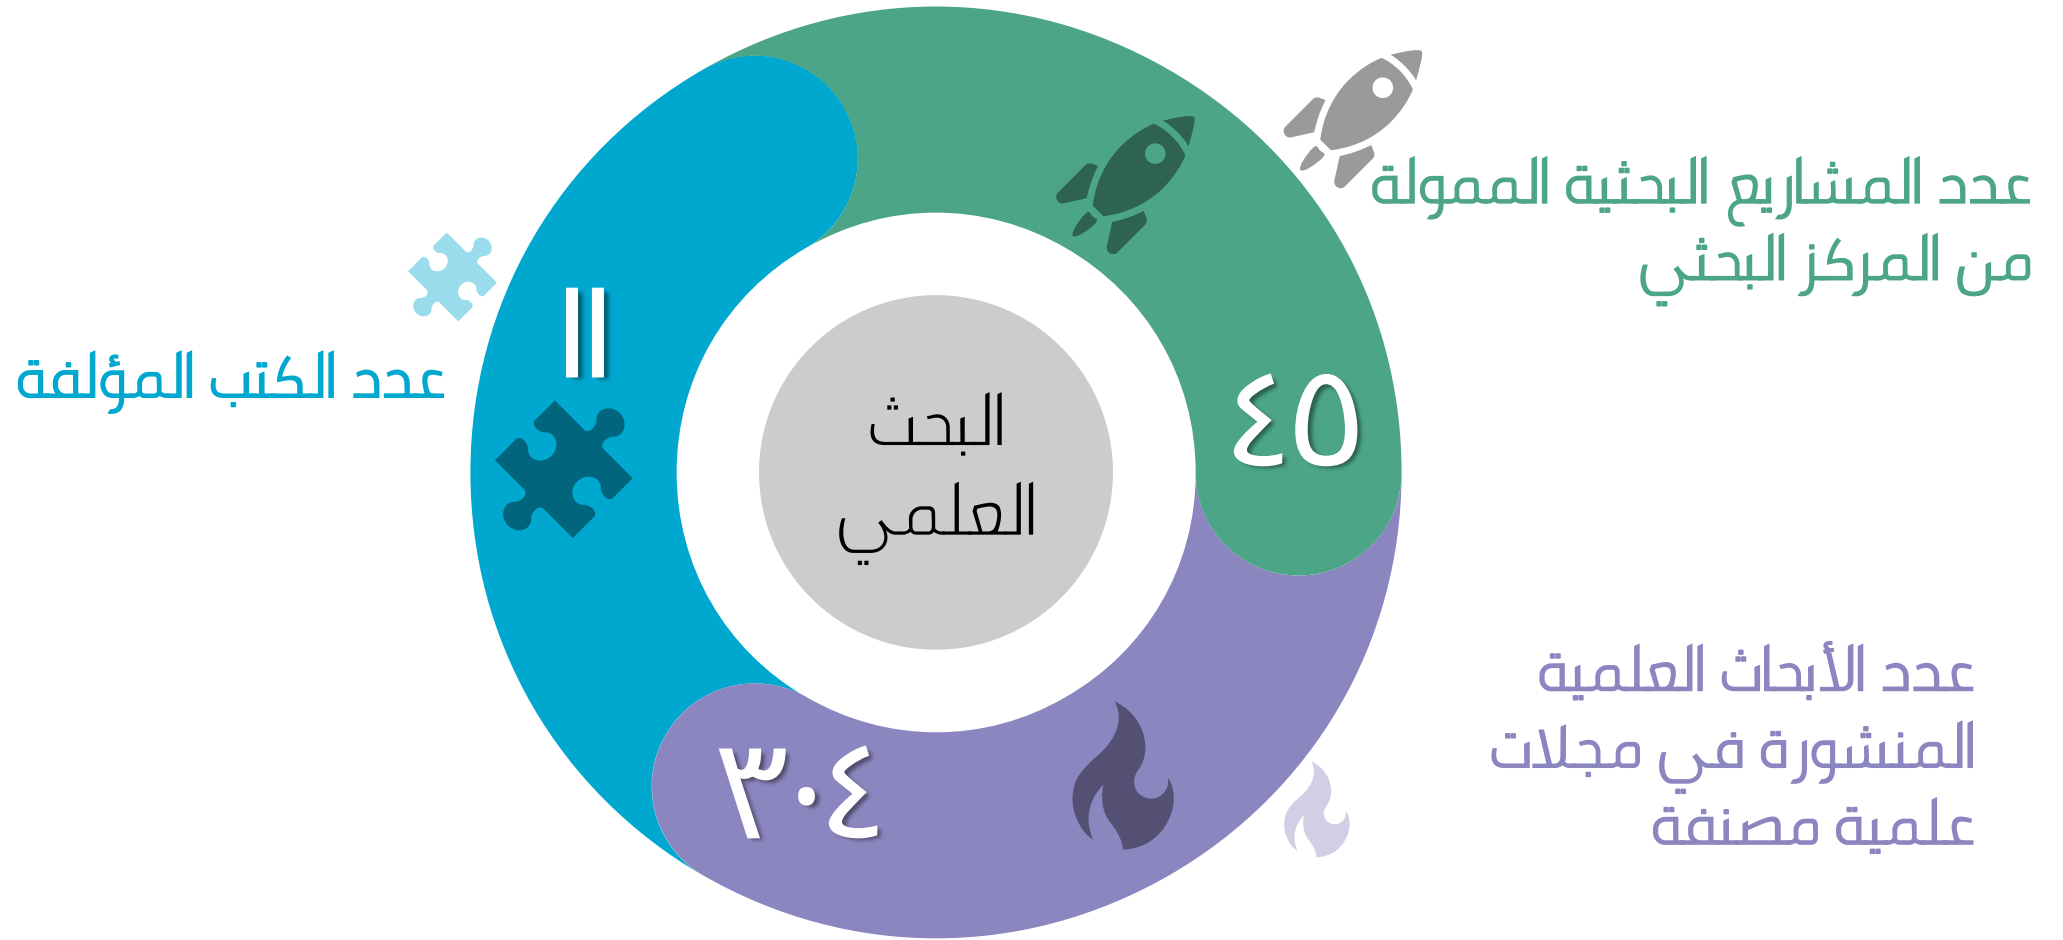 البحث
العلمي
عدد المشاريع البحثية الممولة
من المركز البحثي
٤٥
عدد الأبحاث العلمية
المنشورة في مجلات
علمية مصنفة
٣٠٤
عدد الكتب المؤلفة
١١